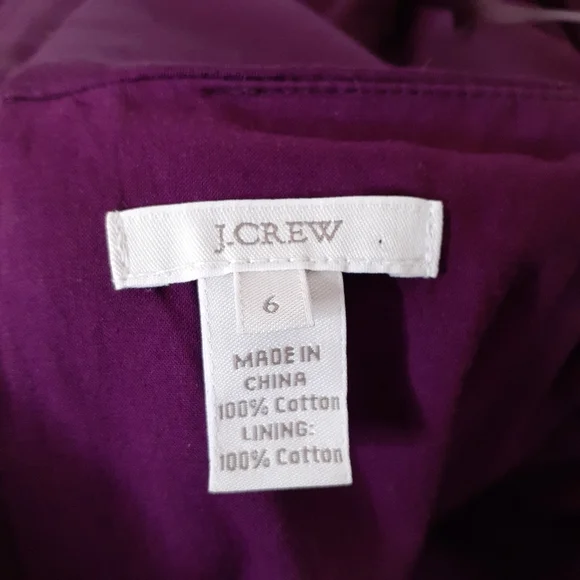 J.CREW
6
MADE IN
CHINA
100% Cotton
LINING:
100% Cotton